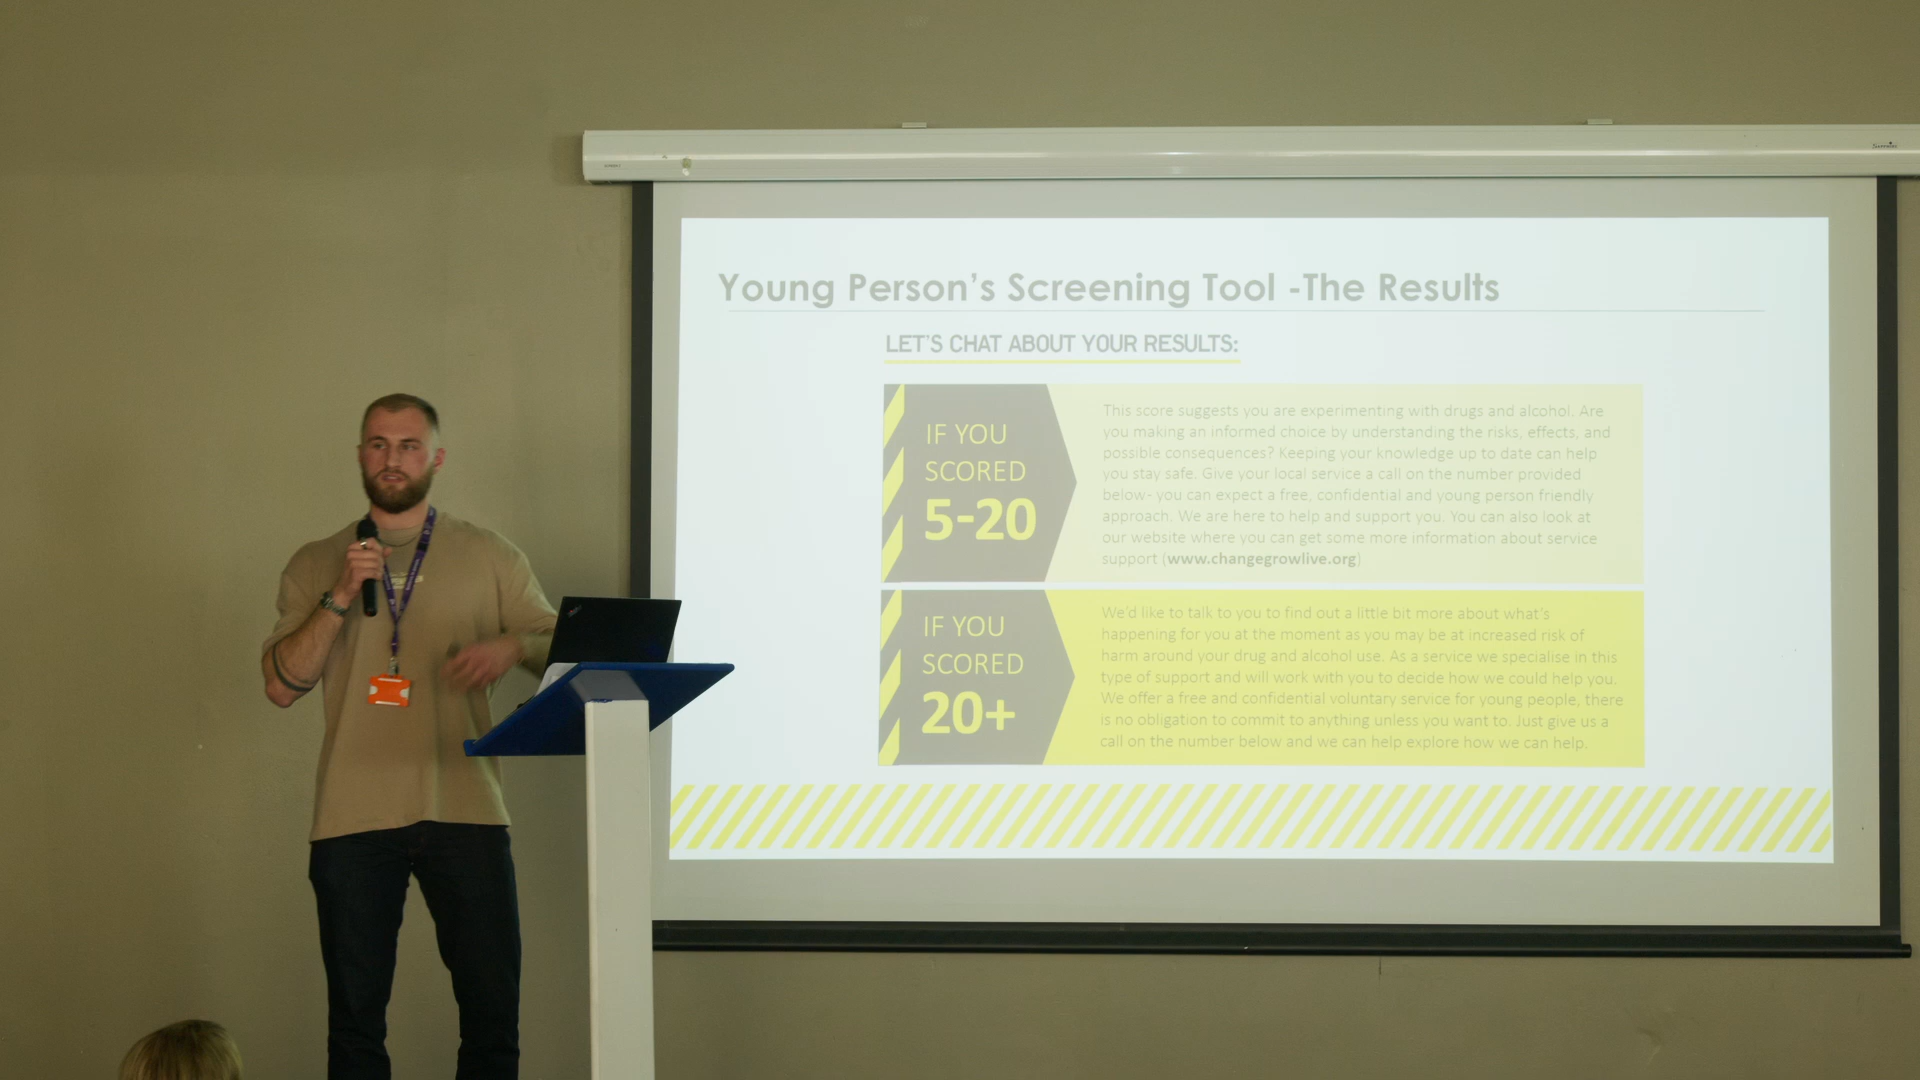 Young Person's Screening Tool -The Results
LET'S CHAT ABOUT YOUR RESULTS:
IF YOU
SCORED
5-20
This score suggests you are experimenting with drugs and alcohol. Are
you making an informed choice by understanding the risks, effects, and
possible consequences? Keeping your knowledge up to date can help
you stay safe. Give your local service a call on the number provided
below- you can expect a free, confidential and young person friendly
approach. We are here to help and support you. You can also look at
our website where you can get some more information about service
support (www.changegrowlive.org)
IF YOU
SCORED
20+
We'd like to talk to you to find out a little bit more about what's
happening for you at the moment as you may be at increased risk of
harm around your drug and alcohol use. As a service we specialise in this
type of support and will work with you to decide how we could help you.
We offer a free and confidential voluntary service for young people, there
is no obligation to commit to anything unless you want to. Just give us a
call on the number below and we can help explore how we can help.